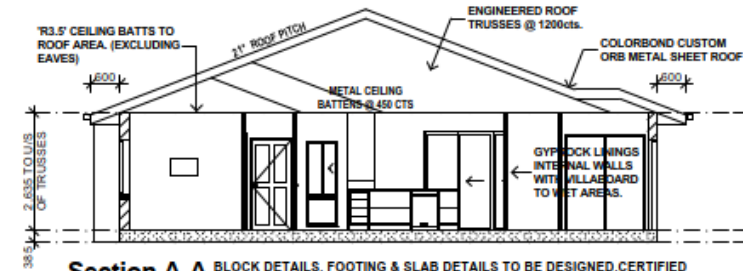 'R3.5' CEILING BATTS TO
ROOF AREA. (EXCLUDING
EAVES)
ENGINEERED ROOF
TRUSSES @ 1200cts.
21° ROOF PITCH
COLORBOND CUSTOM
ORB METAL SHEET ROOF
600
600
METAL CEILING
BATTENS @ 450 CTS
GYPROCK LININGS
INTERNAL WALLS
WITH VILLABOARD
TO WET AREAS.
2,635 TO U/S
OF TRUSSES
38.5
Section A-A BLOCK DETAILS, FOOTING & SLAB DETAILS TO BE DESIGNED,CERTIFIED